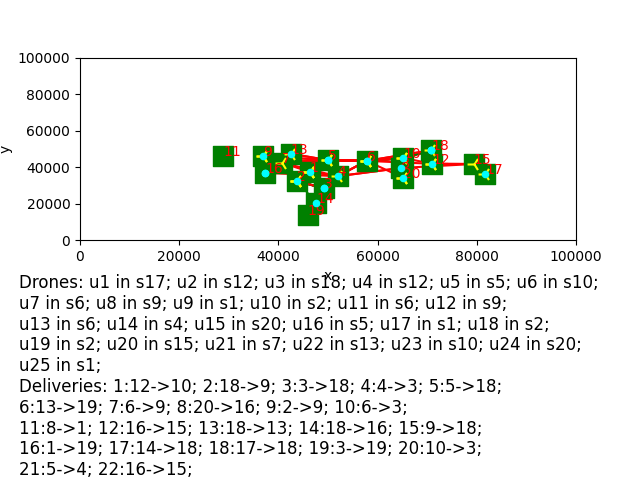 100000
80000
60000
40000
20000
0
y
11
0
20000
40000
60000
80000
100000
x
Drones: u1 in s17; u2 in s12; u3 in s18; u4 in s12; u5 in s5; u6 in s10;
u7 in s6; u8 in s9; u9 in s1; u10 in s2; u11 in s6; u12 in s9;
u13 in s6; u14 in s4; u15 in s20; u16 in s5; u17 in s1; u18 in s2;
u19 in s2; u20 in s15; u21 in s7; u22 in s13; u23 in s10; u24 in s20;
u25 in s1;
Deliveries: 1:12->10; 2:18->9; 3:3->18; 4:4->3; 5:5->18;
6:13->19; 7:6->9; 8:20->16; 9:2->9; 10:6->3;
11:8->1; 12:16->15; 13:18->13; 14:18->16; 15:9->18;
16:1->19; 17:14->18; 18:17->18; 19:3->19; 20:10->3;
21:5->4; 22:16->15;